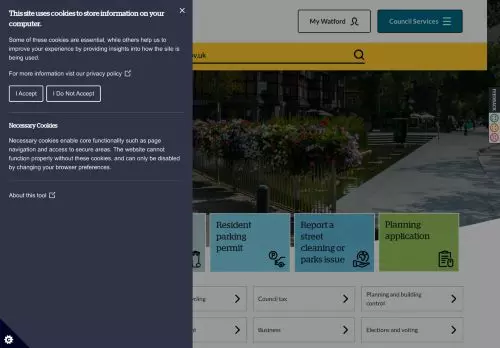 This site uses cookies to store information on your
computer.
Some of these cookies are essential, while others help us to
improve your experience by providing insights into how the site is
being used.
For more information visit our privacy policy
I Accept
I Do Not Accept
Necessary Cookies
Necessary cookies enable core functionality such as page
navigation and access to secure areas. The website cannot
function properly without these cookies, and can only be disabled
by changing your browser preferences.
About this tool
My Watford
Council Services
FEEDBACK
Resident
parking
permit
Report a
street
cleaning or
parks issue
Planning
application
Council tax
Planning and building
control
Business
Elections and voting